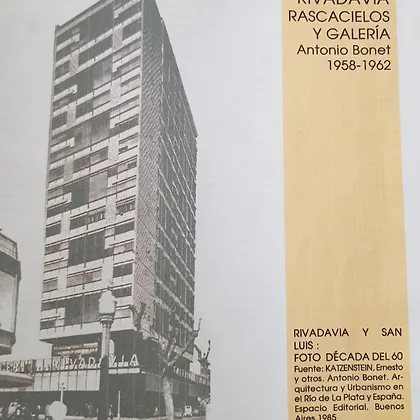 RIVADAVIA
RASCACIELOS
Y GALERÍA
Antonio Bonet
1958-1962
RIVADAVIA Y SAN
LUIS :
FOTO DÉCADA DEL 60
Fuente: KATZENSTEIN, Ernesto
y otros. Antonio Bonet. Ar-
quitectura y Urbanismo en
el Río de La Plata y España.
Espacio Editorial. Buenos
Aires 1985
RIVADAVIA